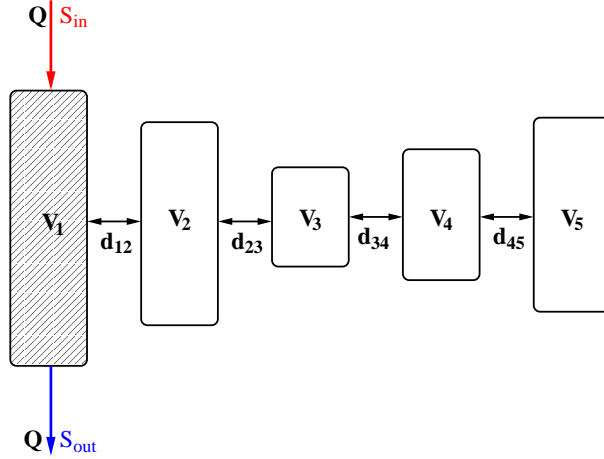 Q S_in
V_1 V_2 V_3 V_4 V_5
d_12 d_23 d_34 d_45
Q S_out